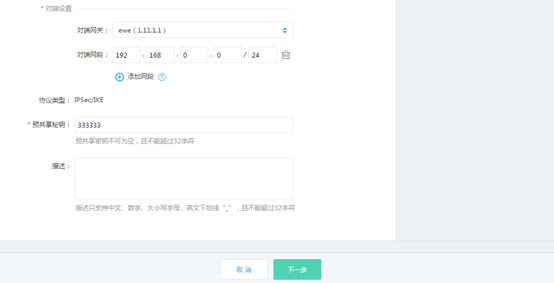 * 对端设置
对端网关： ewe（1.11.1.1）
对端网段： 192 . 168 . 0 . 0 / 24
添加网段 ?
协议类型： IPSec/IKE
* 预共享秘钥： 333333
预共享密钥不可为空，且不能超过32字符
描述：
描述只支持中文、数字、大小写字母、英文下划线“_”，且不能超过32字符
取消 下一步